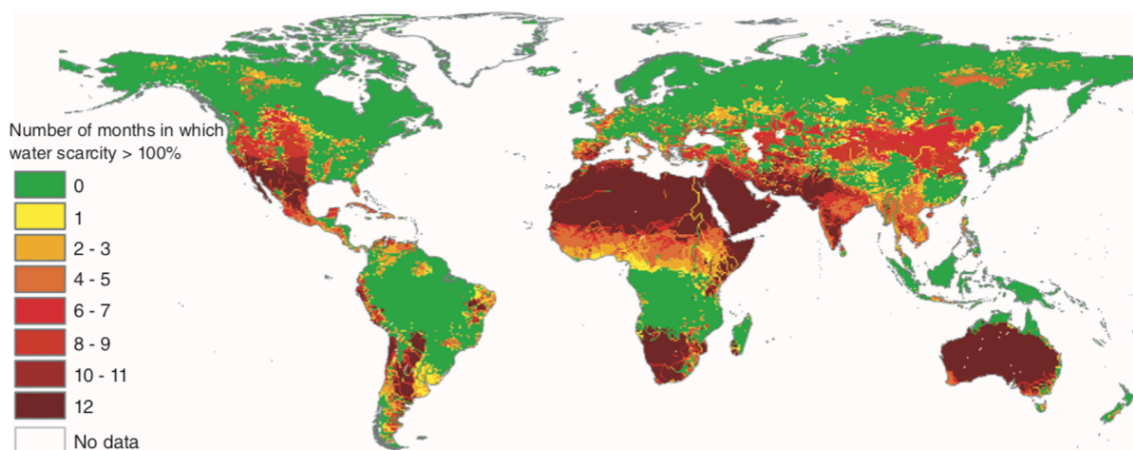 Number of months in which
water scarcity > 100%
0
1
2 - 3
4 - 5
6 - 7
8 - 9
10 - 11
12
No data